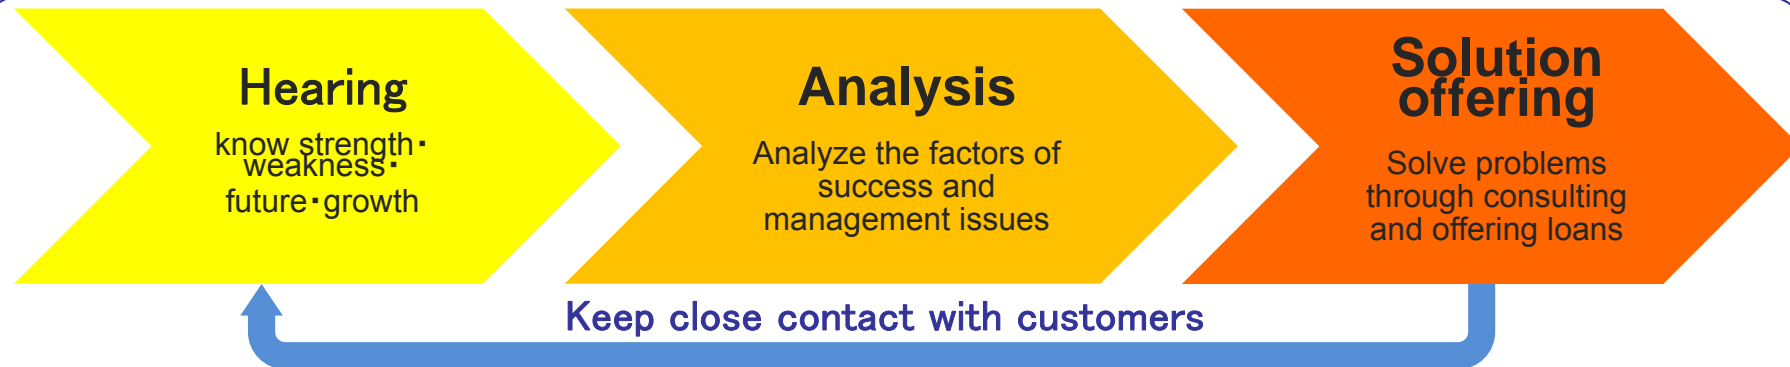 Hearing
know strength・
weakness・
future・growth
Analysis
Analyze the factors of
success and
management issues
Solution
offering
Solve problems
through consulting
and offering loans
Keep close contact with customers